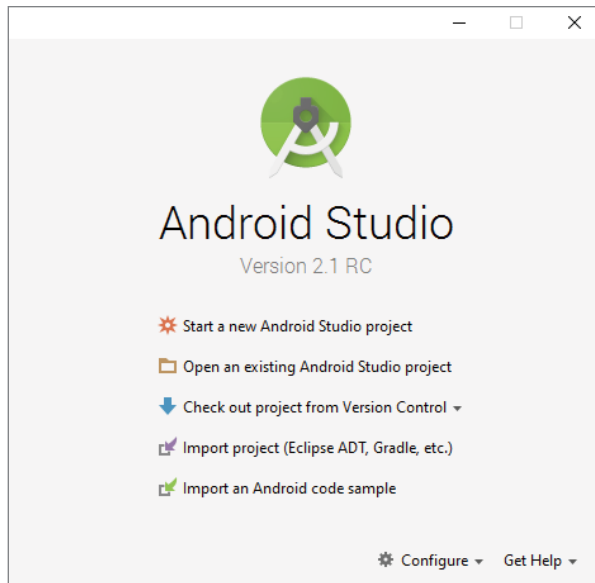 Android Studio
Version 2.1 RC
Start a new Android Studio project
Open an existing Android Studio project
Check out project from Version Control
Import project (Eclipse ADT, Gradle, etc.)
Import an Android code sample
Configure Get Help